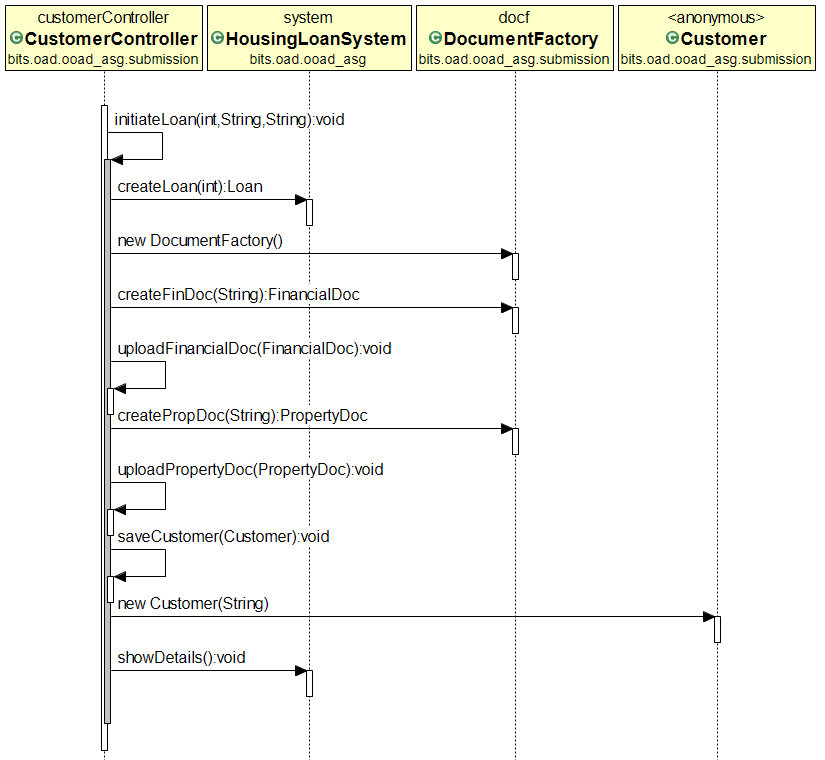 customerController
CustomerController
bits.oad.ooad_asg.submission
system
HousingLoanSystem
bits.oad.ooad_asg
docf
DocumentFactory
bits.oad.ooad_asg.submission
<anonymous>
Customer
bits.oad.ooad_asg.submission
initiateLoan(int,String,String):void
createLoan(int):Loan
new DocumentFactory()
createFinDoc(String):FinancialDoc
uploadFinancialDoc(FinancialDoc):void
createPropDoc(String):PropertyDoc
uploadPropertyDoc(PropertyDoc):void
saveCustomer(Customer):void
new Customer(String)
showDetails():void